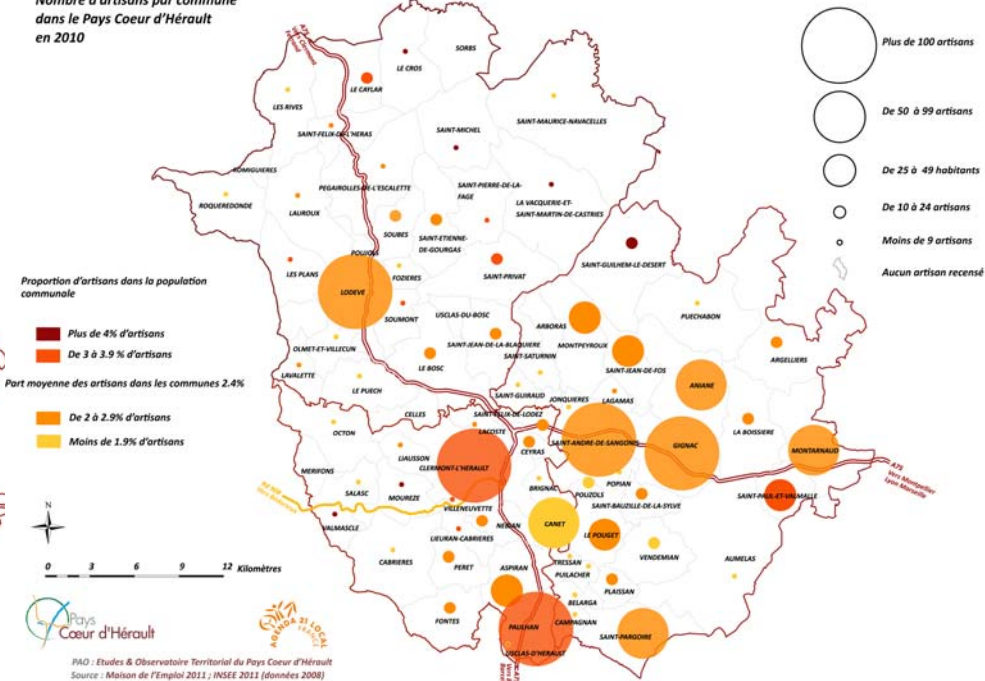 Nombre d'artisans par commune
dans le Pays Coeur d'Hérault
en 2010
Plus de 100 artisans
De 50 à 99 artisans
De 25 à 49 habitants
De 10 à 24 artisans
Moins de 9 artisans
Aucun artisan recensé
A75
SORBS
LE CROS
LE CAYLAR
LES RIVES
SAINT-MAURICE-NAVACELLES
SAINT-FELIX-DE-L'HERAS
SAINT-MICHEL
ROMIGUIERES
ROQUEREDONDE
PEGAIROLLES-DE-L'ESCALETTE
SAINT-PIERRE-DE-LA-
FAGE
LA VACQUERIE-ET-
SAINT-MARTIN-DE-CASTRIES
LAUROUX
SOUBES
SAINT-ETIENNE-
DE-GOURGAS
POUJOLS
SAINT-GUILHEM-LE-DESERT
LES PLANS
FOZIERES
SAINT-PRIVAT
LODEVE
SOUMONT
USCLAS-DU-BOSC
ARBORAS
PUECHABON
OLMET-ET-VILLECUN
SAINT-JEAN-DE-LA-BLAQUIERE
MONTPEYROUX
SAINT-SATURNIN
ARGELLIERS
LE BOSC
SAINT-JEAN-DE-FOS
LAVALETTE
LE PUECH
ANIANE
SAINT-GUIRAUD
JONQUIERES
LAGAMAS
CELLES
SAINT-FELIX-DE-LODEZ
LACOSTE
OCTON
LA BOISSIERE
SAINT-ANDRE-DE-SANGONIS
GIGNAC
MONTARNAUD
CEYRAS
LIAUSSON
CLERMONT-L'HERAULT
MERIFONS
SALASC
MOUREZE
BRIGNAC
POPIAN
POUZOLS
SAINT-BAUZILLE-DE-LA-SYLVE
SAINT-PAUL-ET-VALMALLE
A75
Vers Montpellier
Lyon Marseille
VILLENEUVETTE
VALMASCLE
NEBIAN
CANET
LE POUGET
LIEURAN-CABRIERES
VENDEMIAN
AUMELAS
CABRIERES
PERET
ASPIRAN
TRESSAN
PUILACHER
PLAISSAN
BELARGA
FONTES
CAMPAGNAN
PAULHAN
SAINT-PARGOIRE
USCLAS-D'HERAULT
Proportion d'artisans dans la population
communale
Plus de 4% d'artisans
De 3 à 3.9 % d'artisans
Part moyenne des artisans dans les communes 2.4%
De 2 à 2.9% d'artisans
Moins de 1.9% d'artisans
N
0 3 6 9 12 Kilomètres
Pays
Cœur d'Hérault
AGENDA 21 LOCAL
FRANCE
PAO : Etudes & Observatoire Territorial du Pays Coeur d'Hérault
Source : Maison de l'Emploi 2011 ; INSEE 2011 (données 2008)